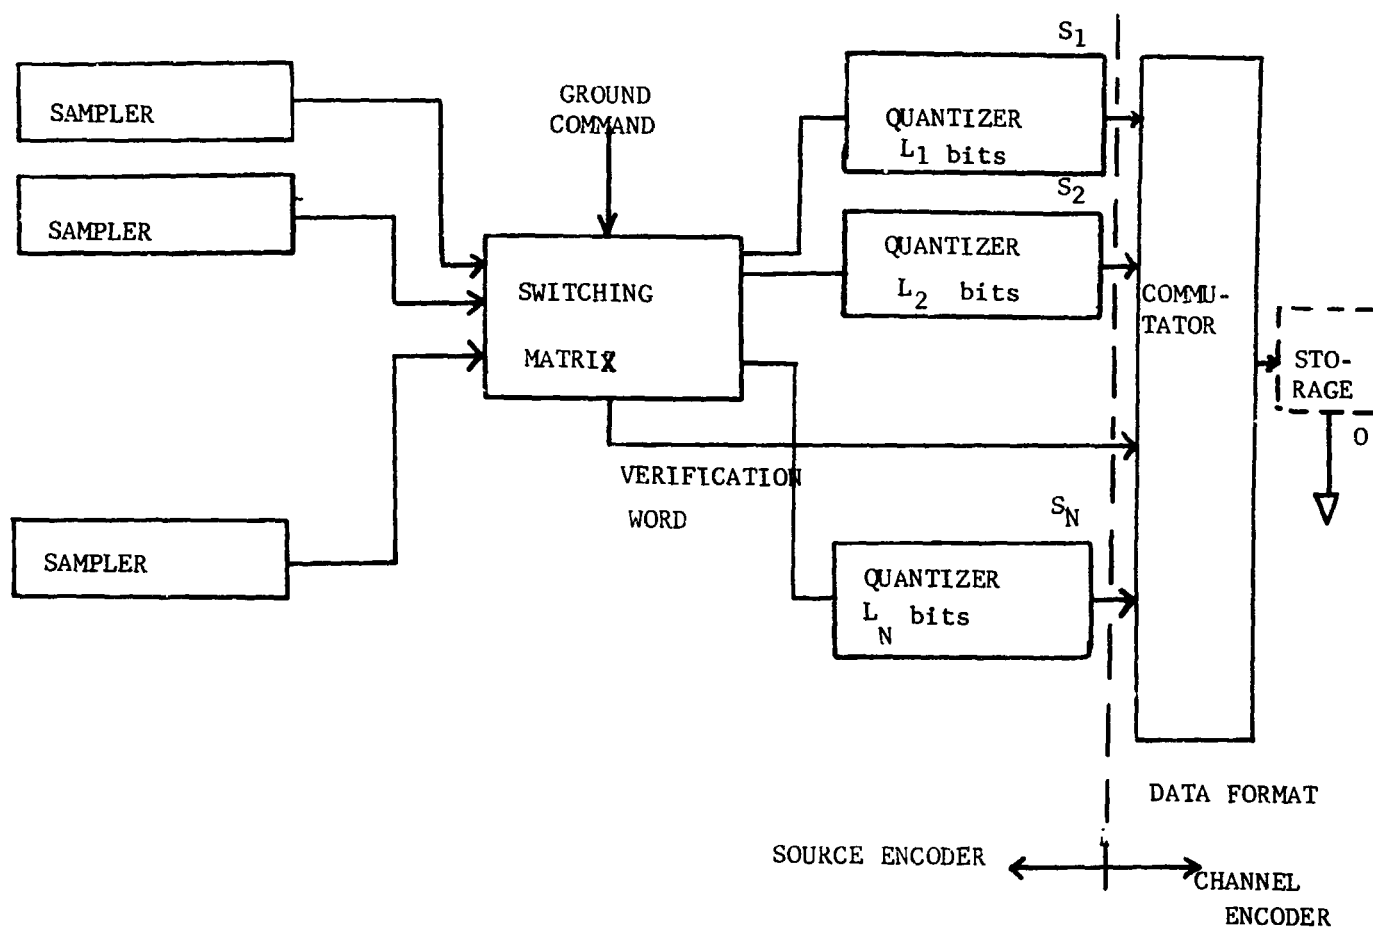 S1
SAMPLER
GROUND
COMMAND
QUANTIZER
L1 bits
SAMPLER
S2
QUANTIZER
L2 bits
SWITCHING
MATRIX
COMMU-
TATOR
STO-
RAGE
O
VERIFICATION
WORD
SN
SAMPLER
QUANTIZER
LN bits
DATA FORMAT
SOURCE ENCODER
CHANNEL
ENCODER